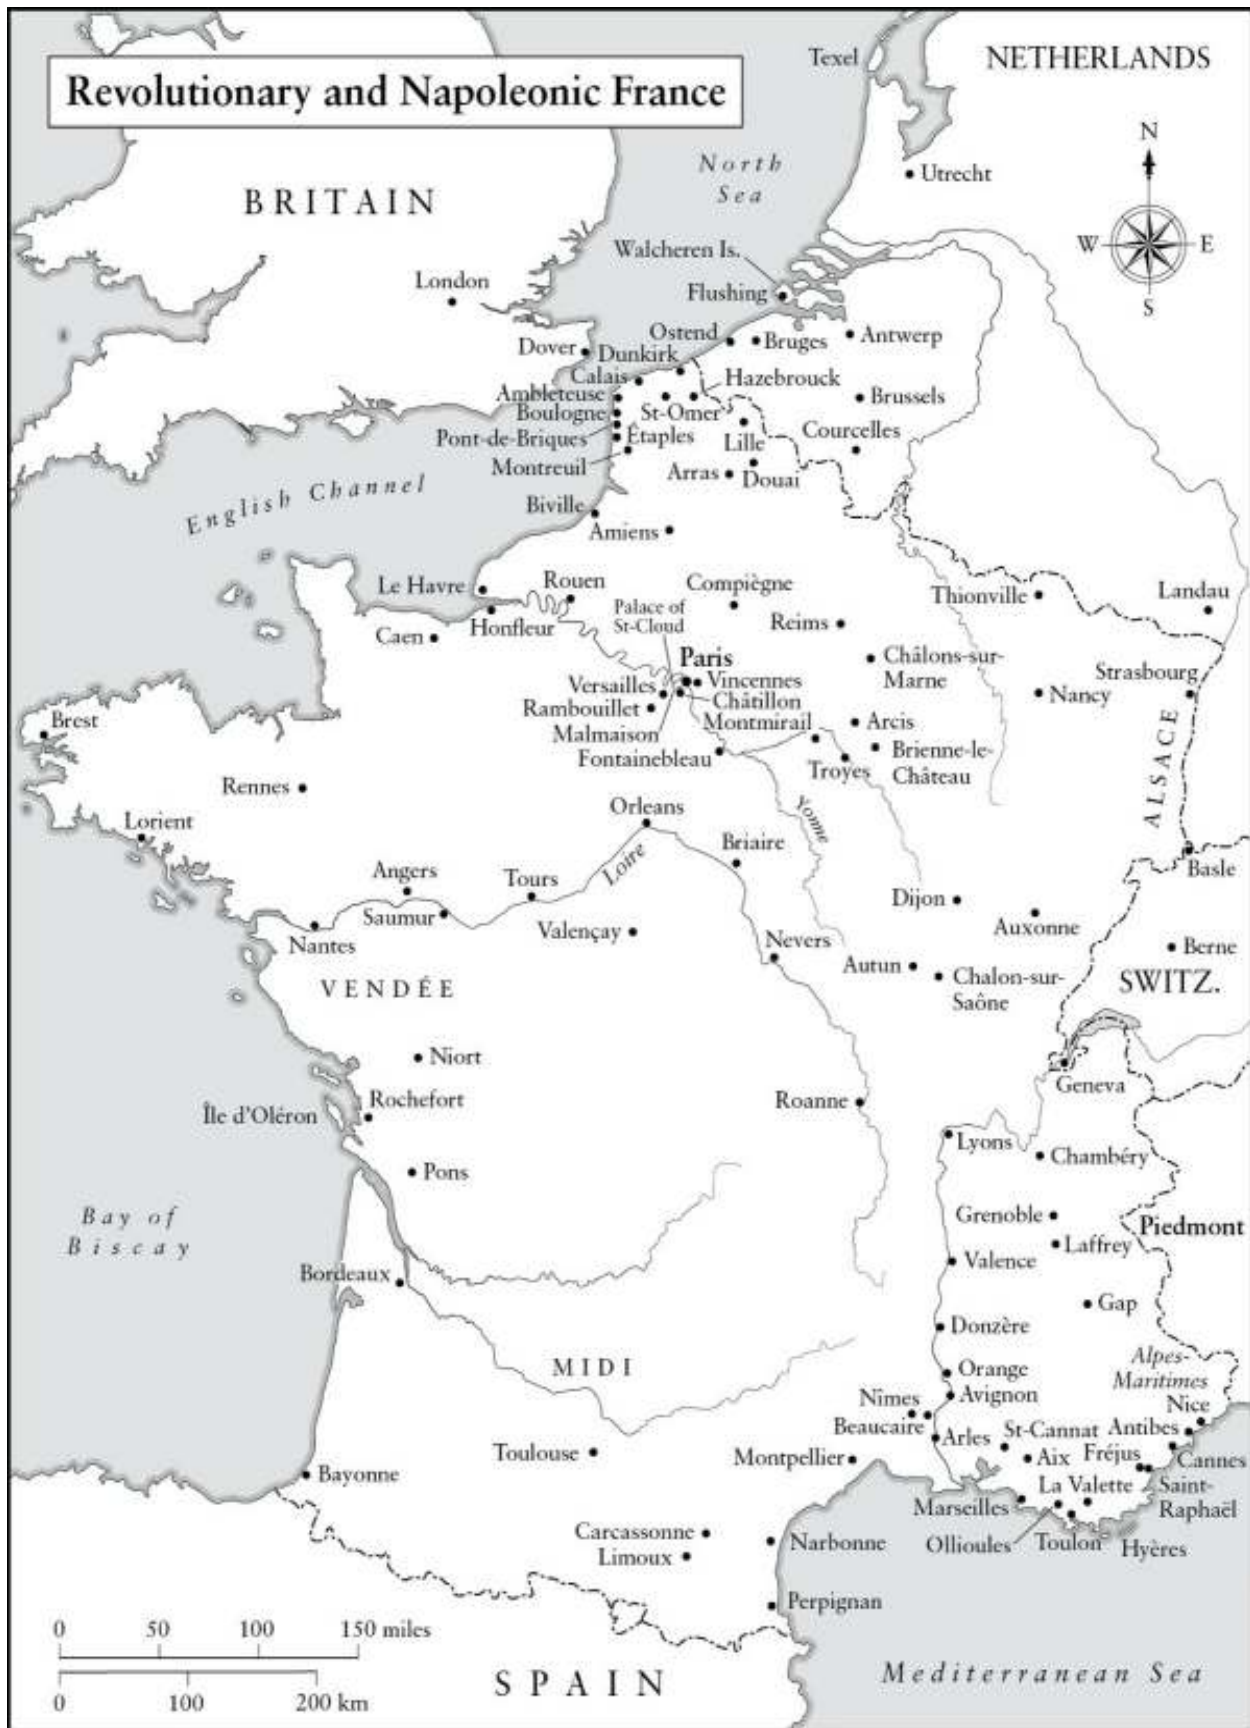 Revolutionary and Napoleonic France
Texel
NETHERLANDS
N
W
E
S
North
Sea
Utrecht
BRITAIN
Walcheren Is.
London
Flushing
Ostend
Bruges
Antwerp
Dover
Dunkirk
Calais
Hazebrouck
Ambleteuse
Brussels
Boulogne
St-Omer
Pont-de-Briques
Étaples
Lille
Courcelles
Montreuil
Arras
Douai
English Channel
Biville
Amiens
Le Havre
Rouen
Compiègne
Thionville
Landau
Palace of
St-Cloud
Honfleur
Reims
Caen
Paris
Châlons-sur-
Marne
Strasbourg
Versailles
Vincennes
Nancy
Rambouillet
Châtillon
Malmaison
Montmirail
Arcis
Brest
Fontainebleau
Troyes
Brienne-le-
Château
ALSACE
Rennes
Yonne
Orleans
Lorient
Briaire
Loire
Basle
Angers
Tours
Dijon
Saumur
Auxonne
Nantes
Valençay
Nevers
Berne
Autun
Chalon-sur-
Saône
SWITZ.
VENDÉE
Niort
Geneva
Île d'Oléron
Rochefort
Roanne
Lyons
Chambéry
Pons
Bay of
Biscay
Grenoble
Piedmont
Laffrey
Valence
Bordeaux
Gap
Donzère
MIDI
Orange
Alpes-
Maritimes
Avignon
Nîmes
Nice
Beaucaire
St-Cannat
Antibes
Arles
Toulouse
Montpellier
Aix
Fréjus
Cannes
Bayonne
La Valette
Saint-
Raphaël
Marseilles
Carcassonne
Narbonne
Ollioules
Toulon
Hyères
Limoux
Perpignan
0 50 100 150 miles
0 100 200 km
SPAIN
Mediterranean Sea